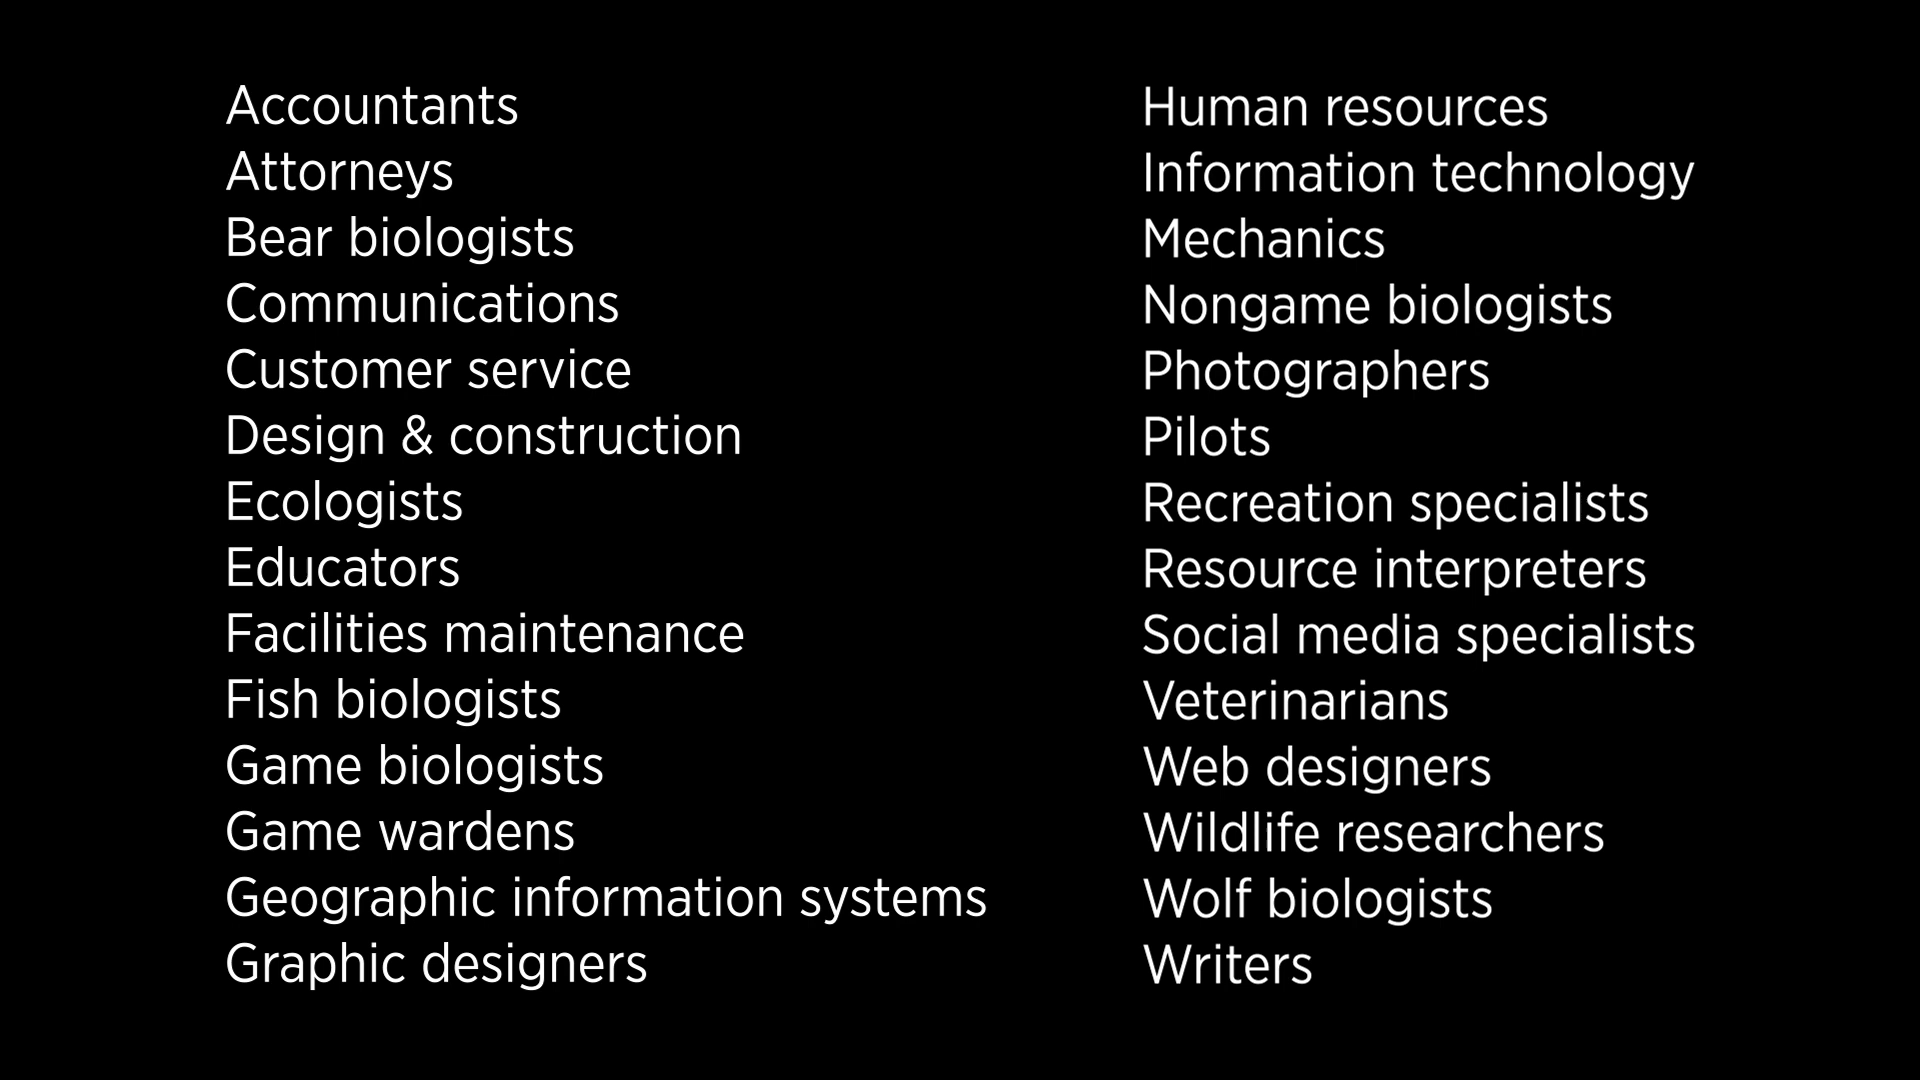 Accountants
Attorneys
Bear biologists
Communications
Customer service
Design & construction
Ecologists
Educators
Facilities maintenance
Fish biologists
Game biologists
Game wardens
Geographic information systems
Graphic designers
Human resources
Information technology
Mechanics
Nongame biologists
Photographers
Pilots
Recreation specialists
Resource interpreters
Social media specialists
Veterinarians
Web designers
Wildlife researchers
Wolf biologists
Writers